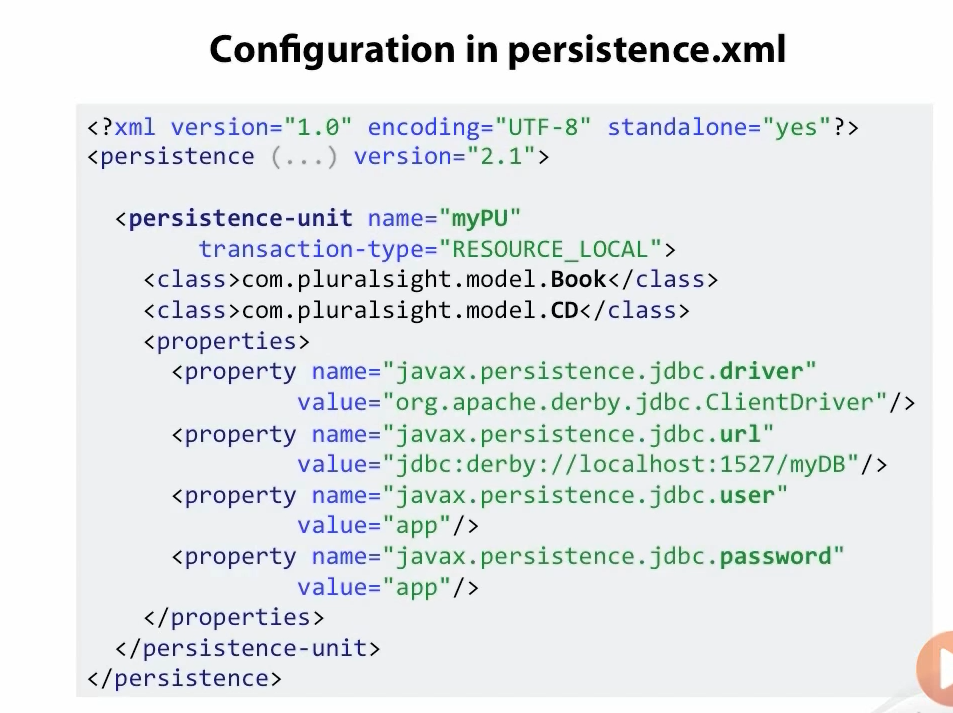 Configuration in persistence.xml
<?xml version="1.0" encoding="UTF-8" standalone="yes"?>
<persistence (...) version="2.1">
<persistence-unit name="myPU"
transaction-type="RESOURCE_LOCAL">
<class>com.pluralsight.model.Book</class>
<class>com.pluralsight.model.CD</class>
<properties>
<property name="javax.persistence.jdbc.driver"
value="org.apache.derby.jdbc.ClientDriver"/>
<property name="javax.persistence.jdbc.url"
value="jdbc:derby://localhost:1527/myDB"/>
<property name="javax.persistence.jdbc.user"
value="app"/>
<property name="javax.persistence.jdbc.password"
value="app"/>
</properties>
</persistence-unit>
</persistence>